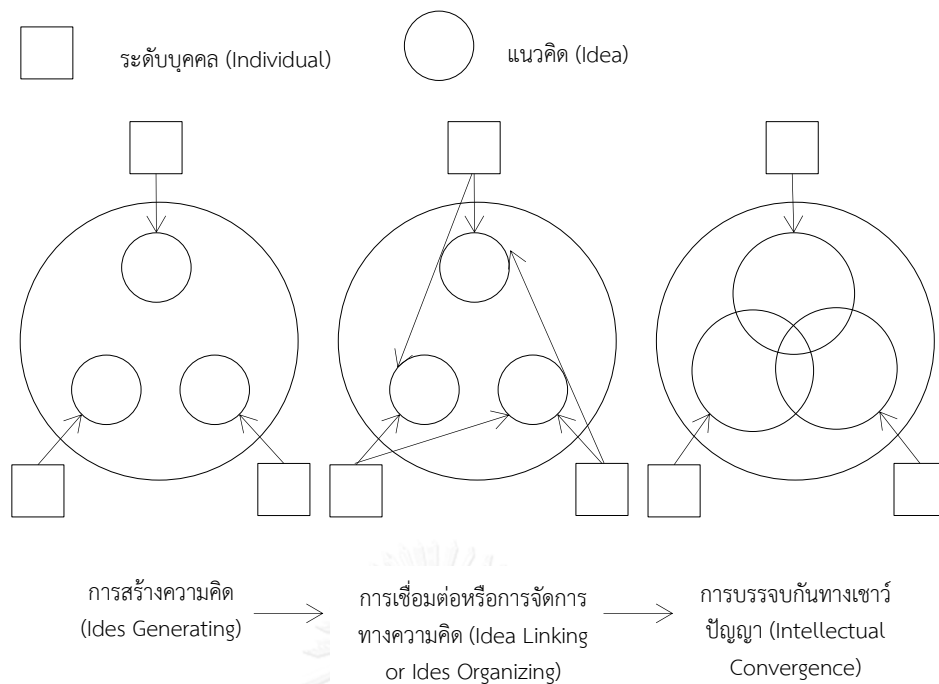 ระดับบุคคล (Individual)
แนวคิด (Idea)
การสร้างความคิด
(Ides Generating)
การเชื่อมต่อหรือการจัดการ
ทางความคิด (Idea Linking
or Ides Organizing)
การบรรจบกันทางเชาว์
ปัญญา (Intellectual
Convergence)